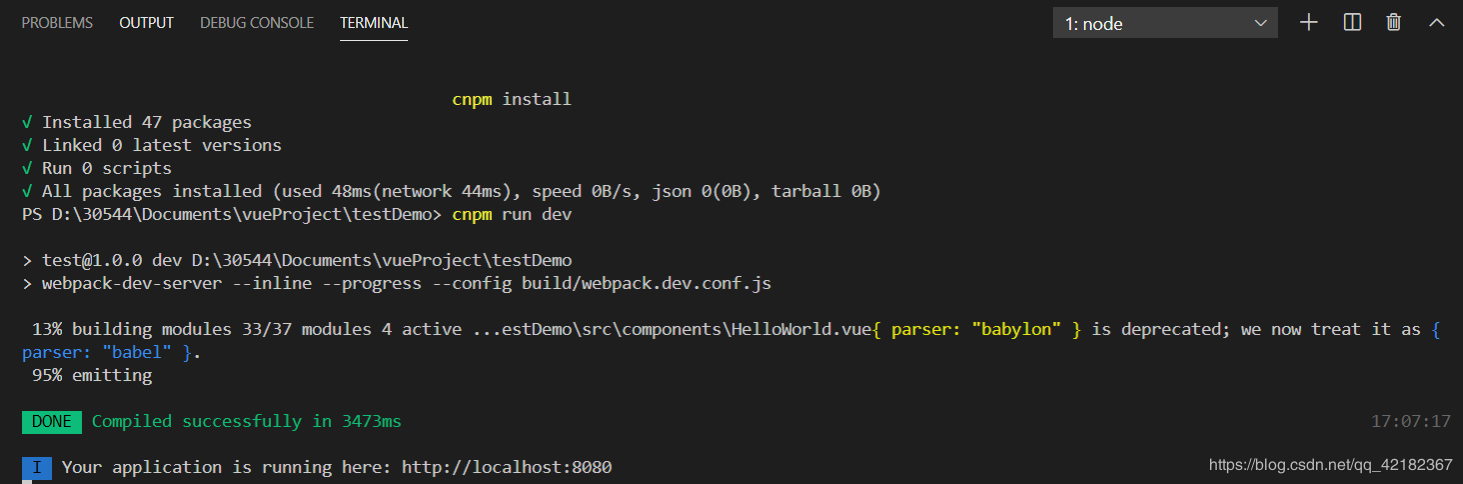 PROBLEMS OUTPUT DEBUG CONSOLE TERMINAL 1: node
cnpm install
√ Installed 47 packages
√ Linked 0 latest versions
√ Run 0 scripts
√ All packages installed (used 48ms(network 44ms), speed 0B/s, json 0(0B), tarball 0B)
PS D:\30544\Documents\vueProject\testDemo> cnpm run dev
> test@1.0.0 dev D:\30544\Documents\vueProject\testDemo
> webpack-dev-server --inline --progress --config build/webpack.dev.conf.js
13% building modules 33/37 modules 4 active ...estDemo\src\components\HelloWorld.vue{ parser: "babylon" } is deprecated; we now treat it as {
parser: "babel" }.
95% emitting
DONE Compiled successfully in 3473ms 17:07:17
I Your application is running here: http://localhost:8080
https://blog.csdn.net/qq_42182367